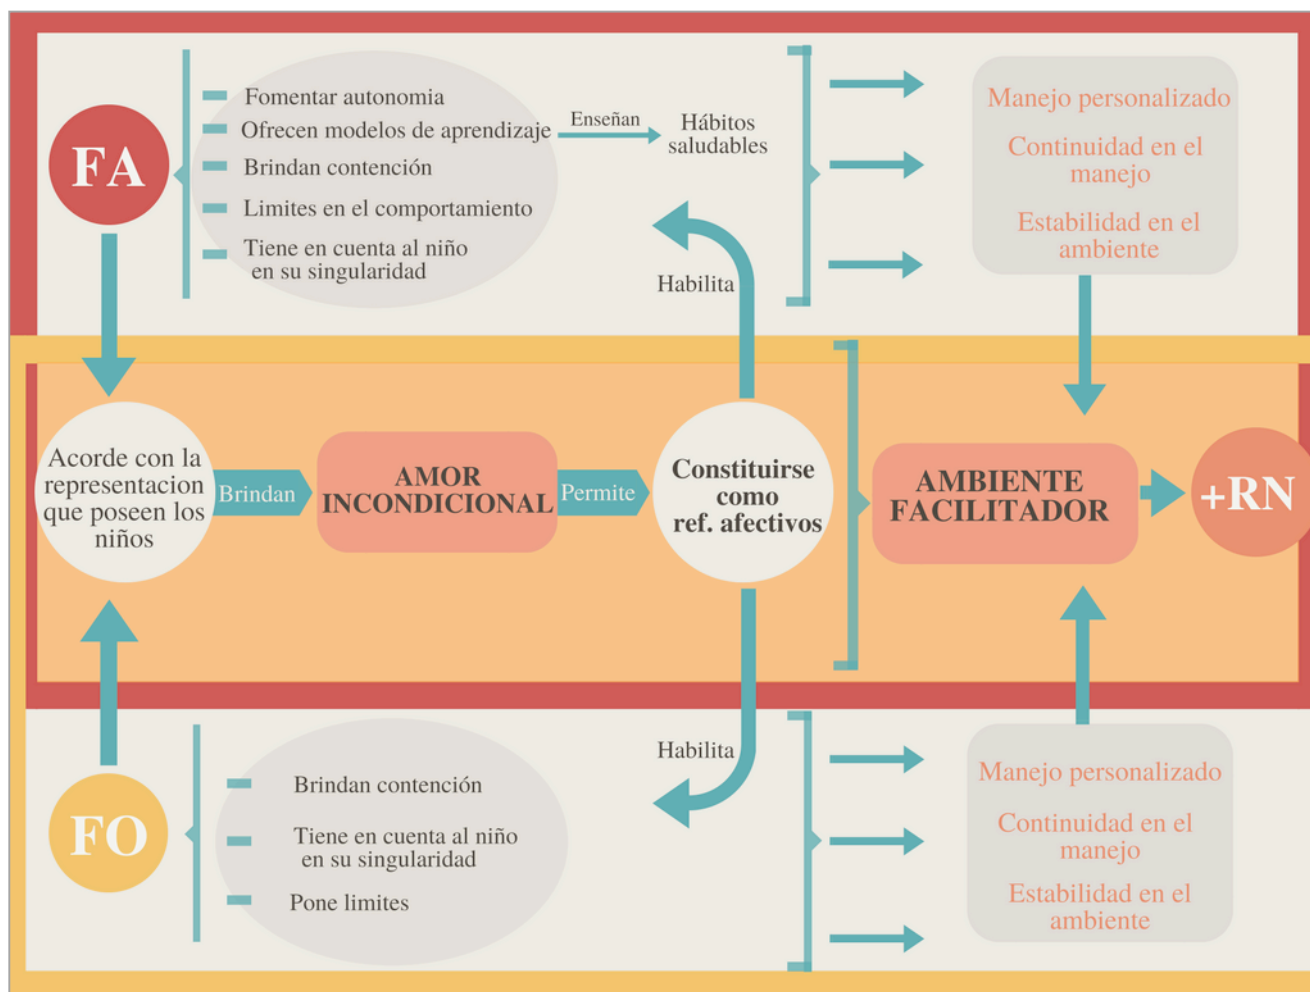 FA
Fomentar autonomia
Ofrecen modelos de aprendizaje
Brindan contención
Limites en el comportamiento
Tiene en cuenta al niño
en su singularidad
Enseñan
Hábitos
saludables
Habilita
Manejo personalizado
Continuidad en el
manejo
Estabilidad en el
ambiente
Acorde con la
representacion
que poseen los
niños
Brindan
AMOR
INCONDICIONAL
Permite
Constituirse
como
ref. afectivos
AMBIENTE
FACILITADOR
+RN
FO
Brindan contención
Tiene en cuenta al niño
en su singularidad
Pone limites
Habilita
Manejo personalizado
Continuidad en el
manejo
Estabilidad en el
ambiente